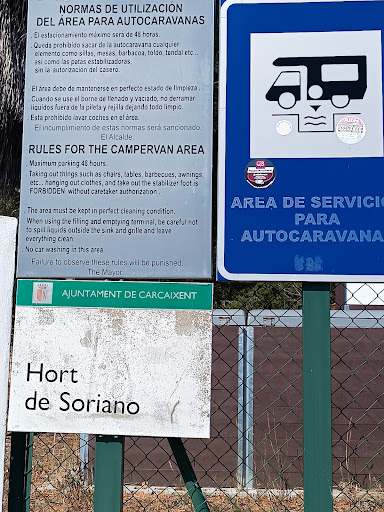 NORMAS DE UTILIZACIÓN
DEL ÁREA PARA AUTOCARAVANAS
. El estacionamiento máximo será de 48 horas.
. Queda prohibido sacar de la autocaravana cualquier
elemento como sillas, mesas, barbacoa, toldo, tendal etc...
así como las patas estabilizadoras,
sin la autorización del casero.
. El área debe de mantenerse en perfecto estado de limpieza.
. Cuando se use el borne de llenado y vaciado, no derramar
líquidos fuera de la pileta y rejilla dejando todo limpio.
Esta prohibido lavar coches en el área.
El incumplimiento de estas normas será sancionado.
El Alcalde.
RULES FOR THE CAMPERVAN AREA
. Maximum parking 48 hours.
. Taking out things such as chairs, tables, barbecues, awnings,
etc... hanging out clothes, and take out the stabilizer foot is
FORBIDEN without caretaker authorization .
. The area must be kept in perfect cleaning condition.
When using the filling and emptying terminal, be careful not
to spill liquids outside the sink and grille and leave
everything clean.
No car washing in this area
Failure to observe these rules will be punished.
The Mayor.
AREA DE SERVICIO
PARA
AUTOCARAVANA
AJUNTAMENT DE CARCAIXENT
Hort
de Soriano